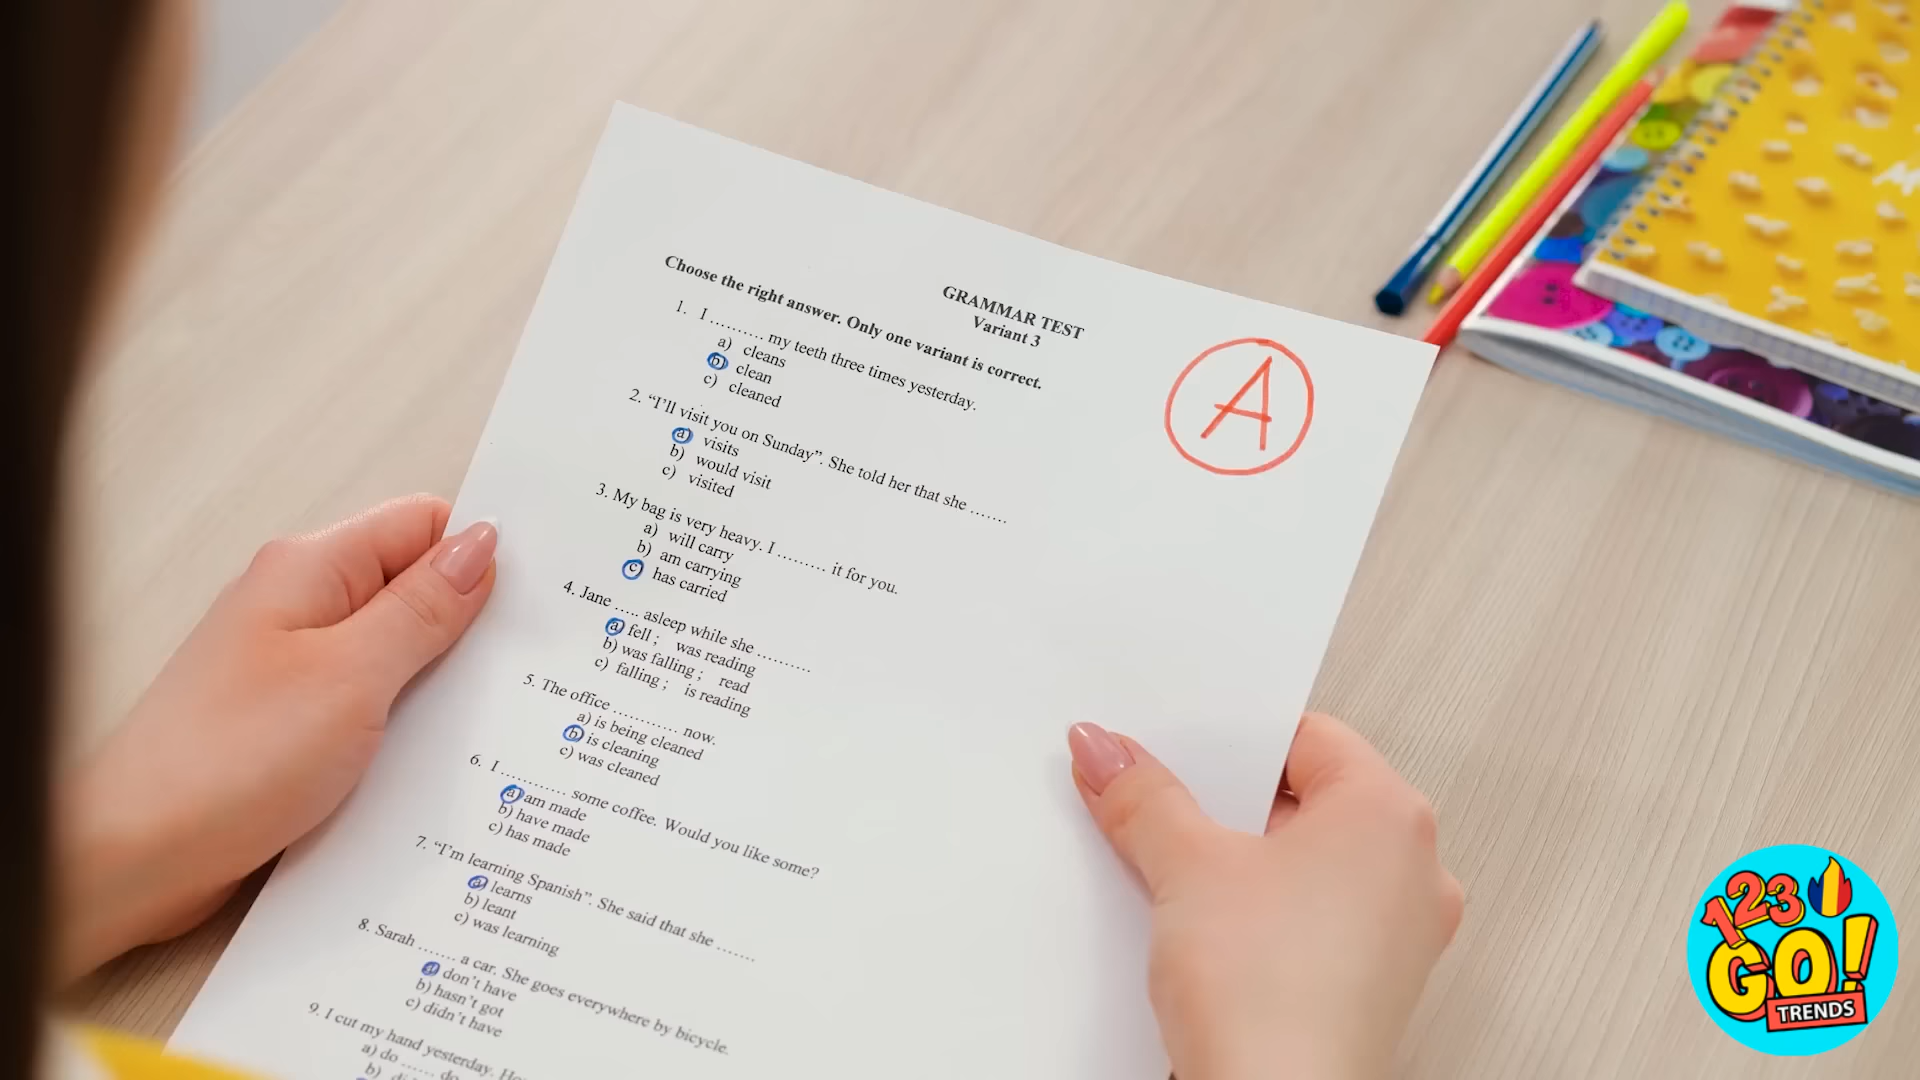 GRAMMAR TEST
Variant 3
A
Choose the right answer. Only one variant is correct.
1. I .......... my teeth three times yesterday.
a) cleans
b) clean
c) cleaned
2. “I’ll visit you on Sunday”. She told her that she .......
a) visits
b) would visit
c) visited
3. My bag is very heavy. I ......... it for you.
a) will carry
b) am carrying
c) has carried
4. Jane ..... asleep while she ..........
a) fell ; was reading
b) was falling ; read
c) falling ; is reading
5. The office ............ now.
a) is being cleaned
b) is cleaning
c) was cleaned
6. I ............ some coffee. Would you like some?
a) am made
b) have made
c) has made
7. “I’m learning Spanish”. She said that she .......
a) learns
b) leant
c) was learning
8. Sarah ....... a car. She goes everywhere by bicycle.
a) don’t have
b) hasn’t got
c) didn’t have
9. I cut my hand yesterday.
a) do ...... do
b)
123
GO!
TRENDS